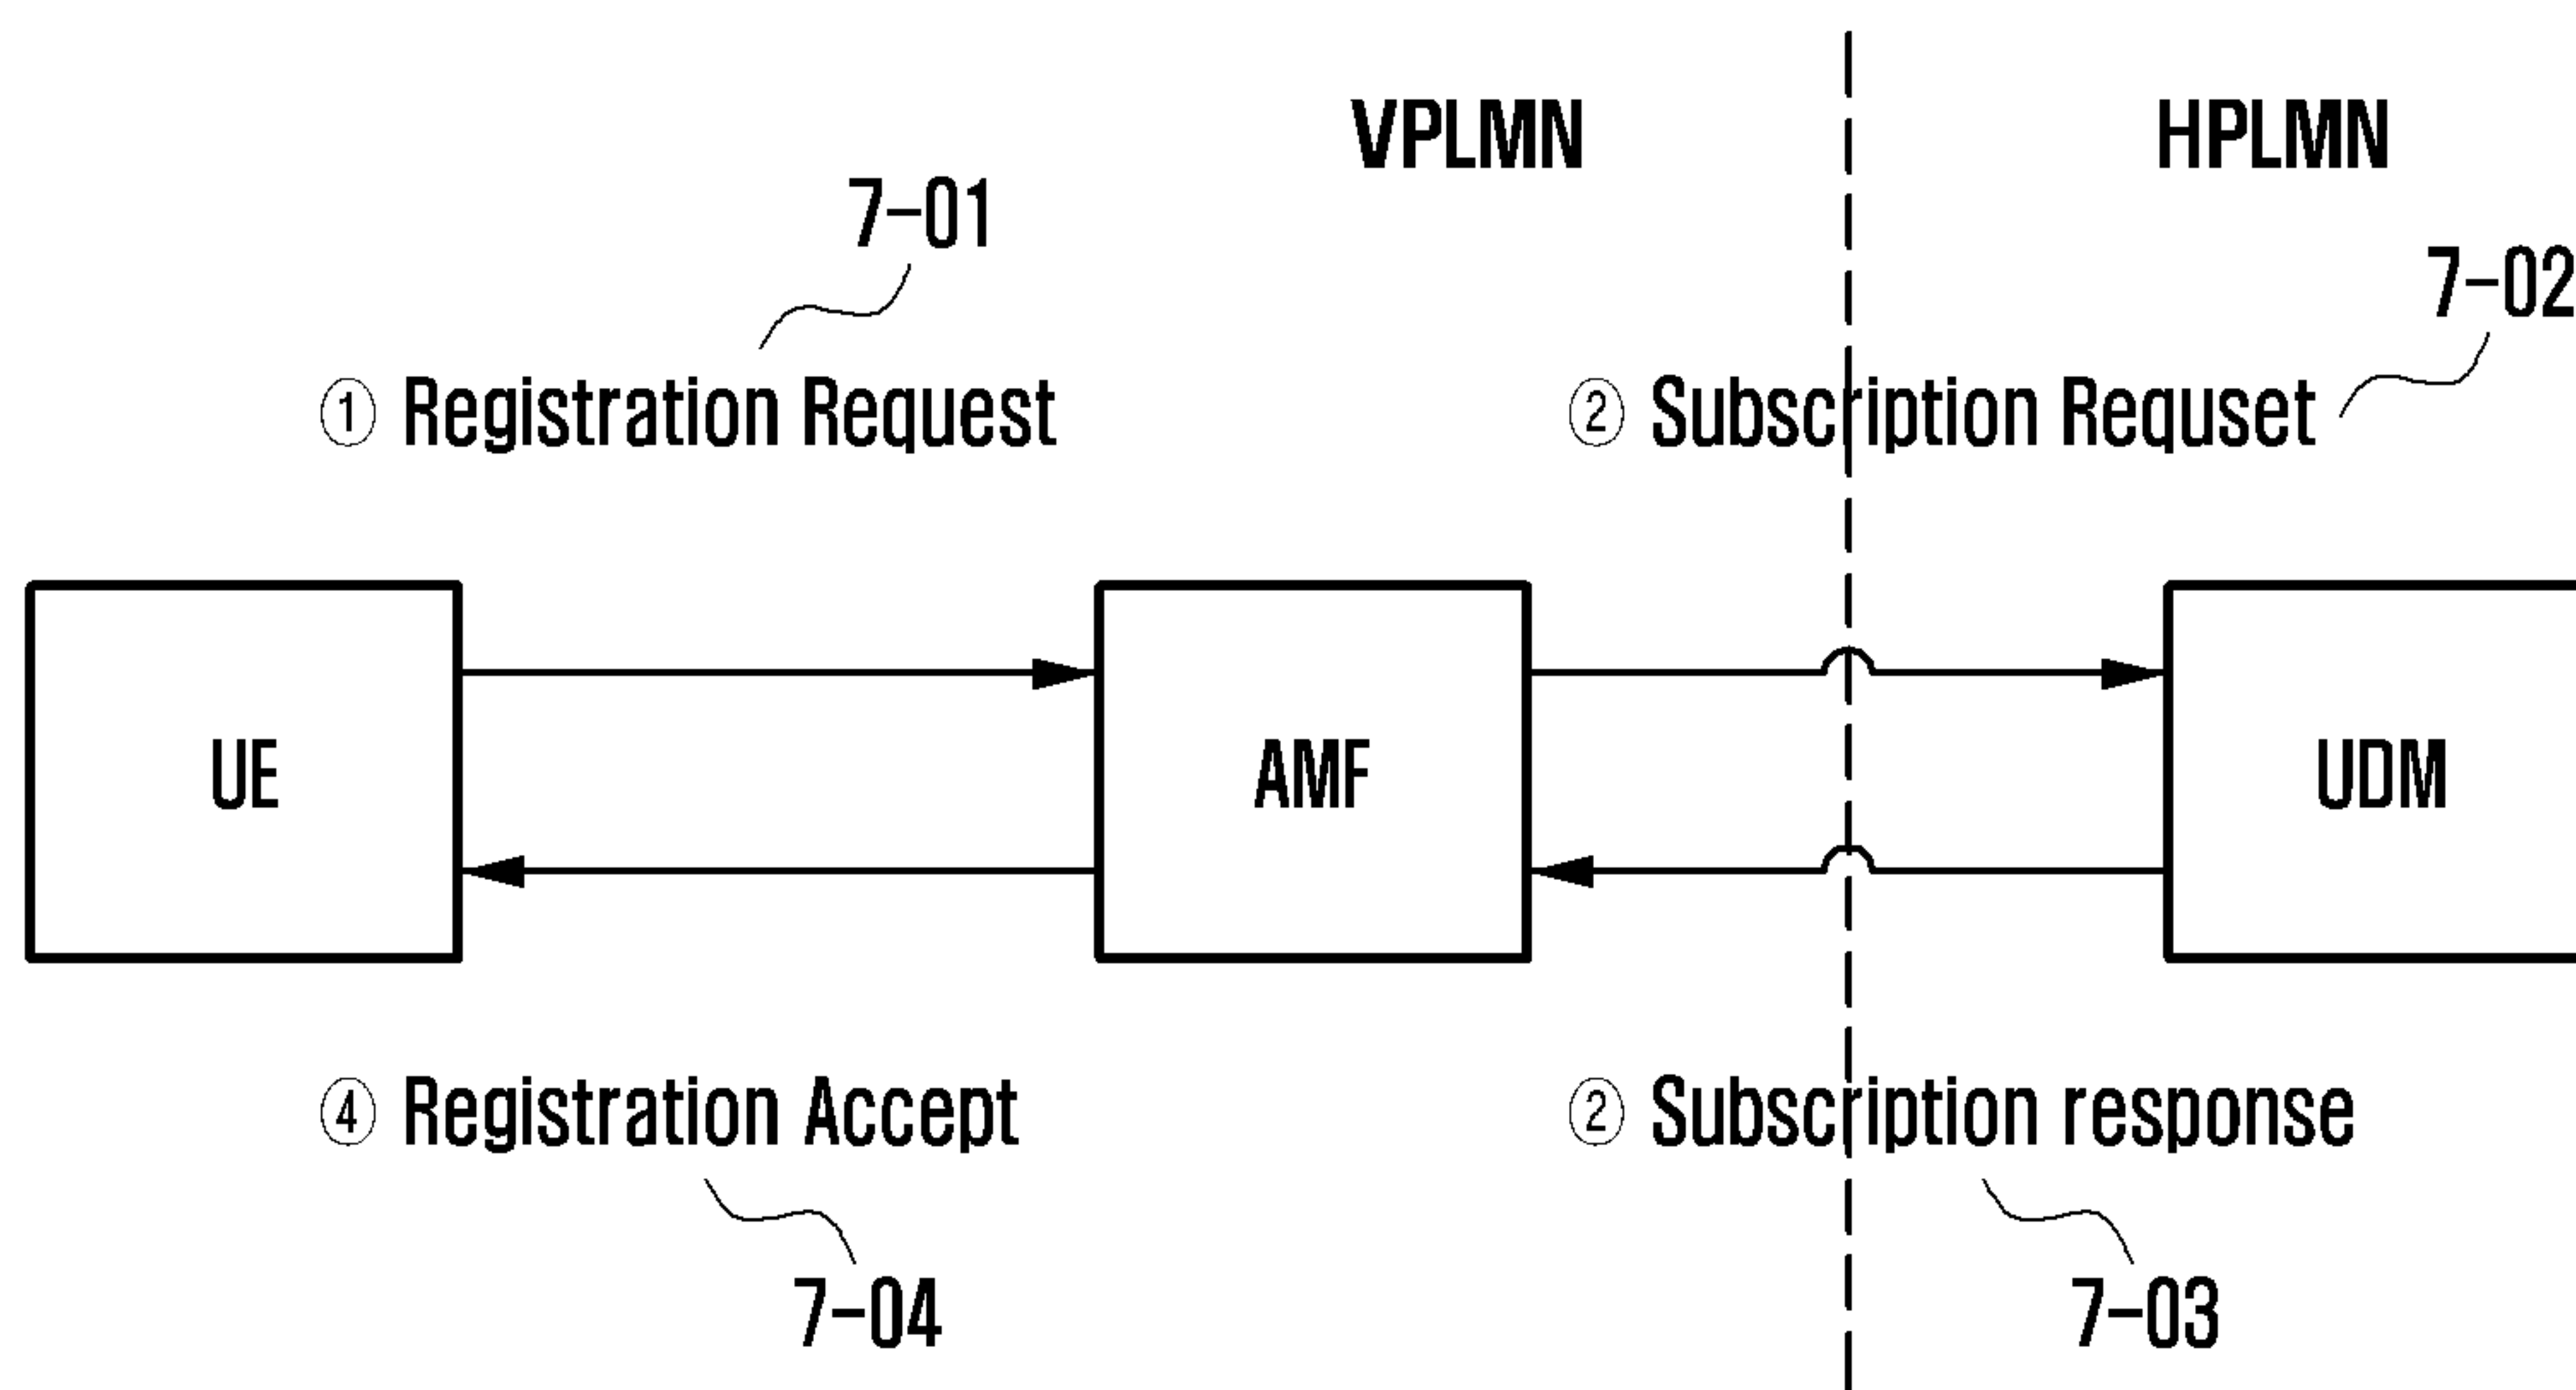 VPLMN
HPLMN
7-01
7-02
① Registration Request
② Subscription Requset
UE
AMF
UDM
④ Registration Accept
② Subscription response
7-04
7-03